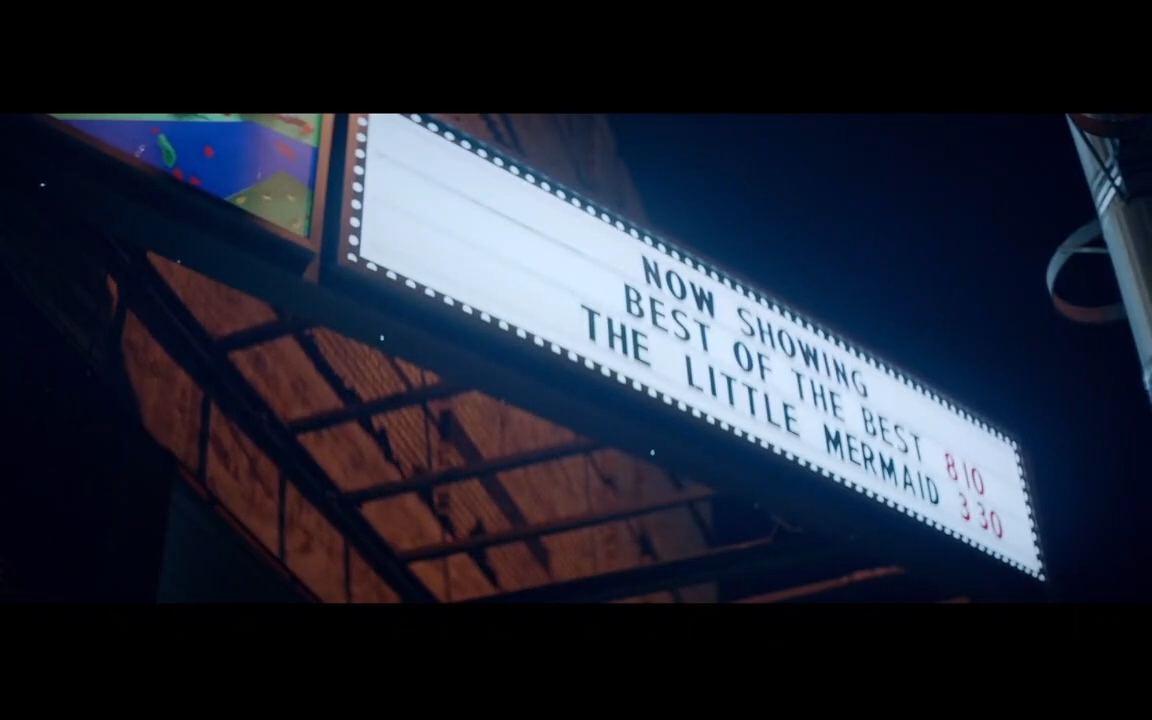 NOW SHOWING
BEST OF THE BEST 810
THE LITTLE MERMAID 330